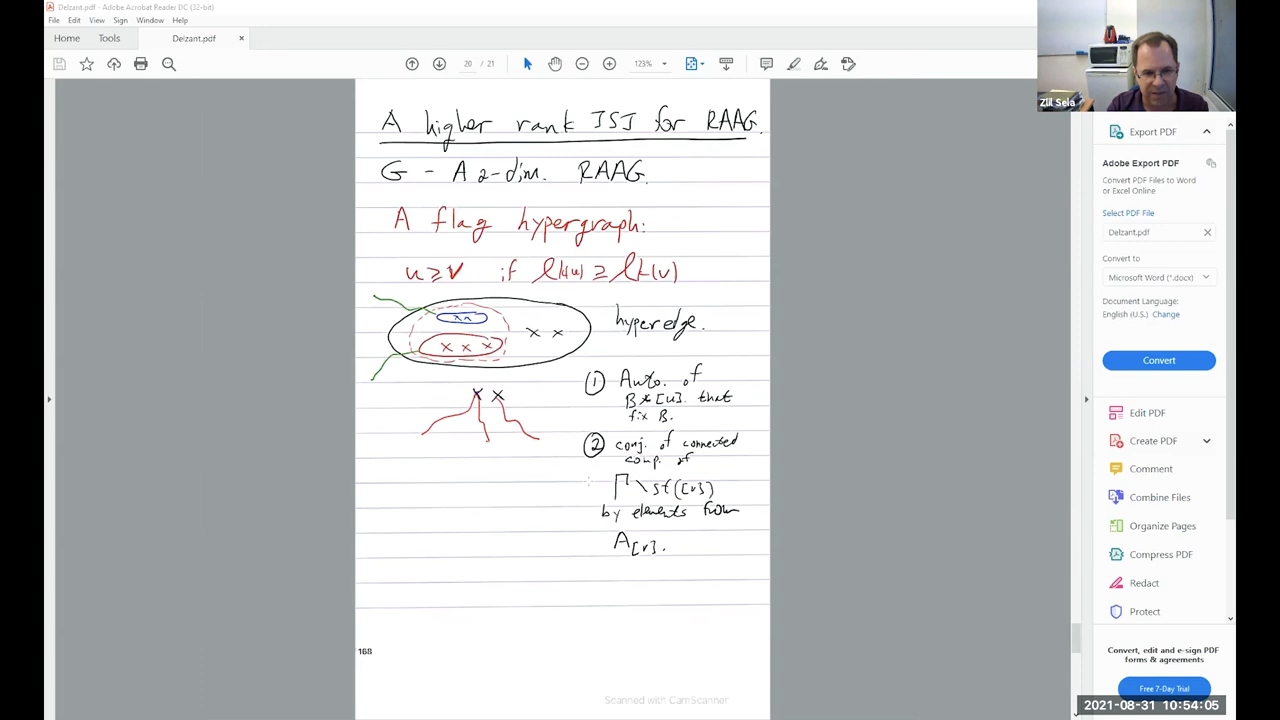 Delzant.pdf - Adobe Acrobat Reader DC (32-bit)
File Edit View Sign Window Help
Home Tools Delzant.pdf ×
20 / 21 123%
Zlil Sela
A higher rank JSJ for RAAG.
G - A 2-dim. RAAG.
A flag hypergraph:
u ≥ v if lk(u) ≥ lk(v)
x x
x x x
x x
hyperedge.
x x
① Auto. of
B * [u]. that
fix B.
② conj. of connected
comp. of
Γ \ st([v])
by elements from
A[v].
168
Scanned with CamScanner
Export PDF
Adobe Export PDF
Convert PDF Files to Word
or Excel Online
Select PDF File
Delzant.pdf
Convert to
Microsoft Word (*.docx)
Document Language:
English (U.S.) Change
Convert
Edit PDF
Create PDF
Comment
Combine Files
Organize Pages
Compress PDF
Redact
Protect
Convert, edit and e-sign PDF
forms & agreements
Free 7-Day Trial
2021-08-31 10:54:05